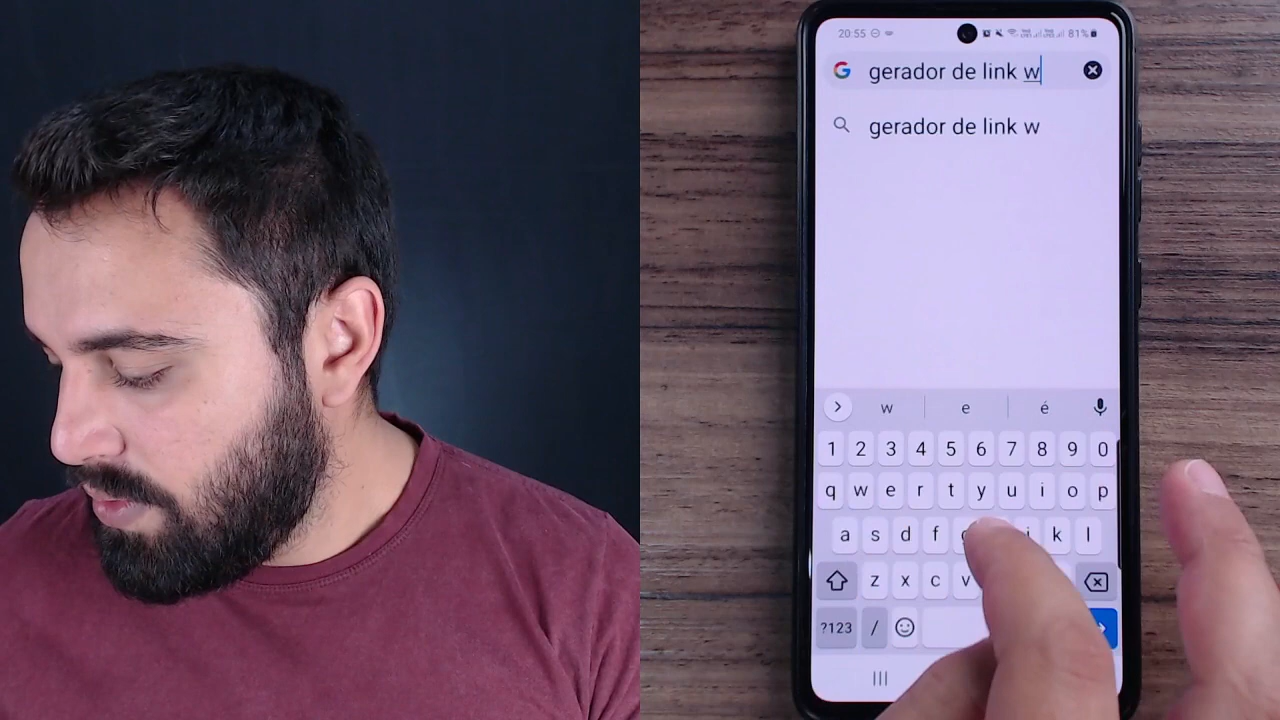 20:55
81%
gerador de link w
gerador de link w
w e é
1 2 3 4 5 6 7 8 9 0
q w e r t y u i o p
a s d f j k l
z x c v
?123 /